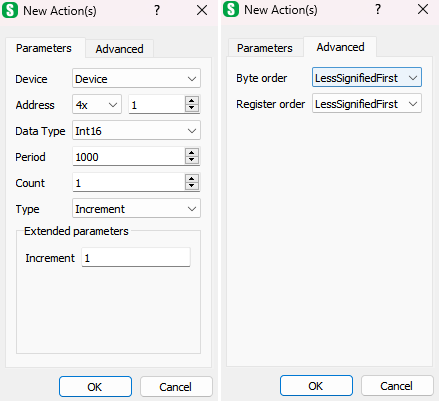 New Action(s) ?
Parameters Advanced
Device Device
Address 4x 1
Data Type Int16
Period 1000
Count 1
Type Increment
Extended parameters
Increment 1
OK Cancel
New Action(s) ?
Parameters Advanced
Byte order LessSignifiedFirst
Register order LessSignifiedFirst
OK Cancel